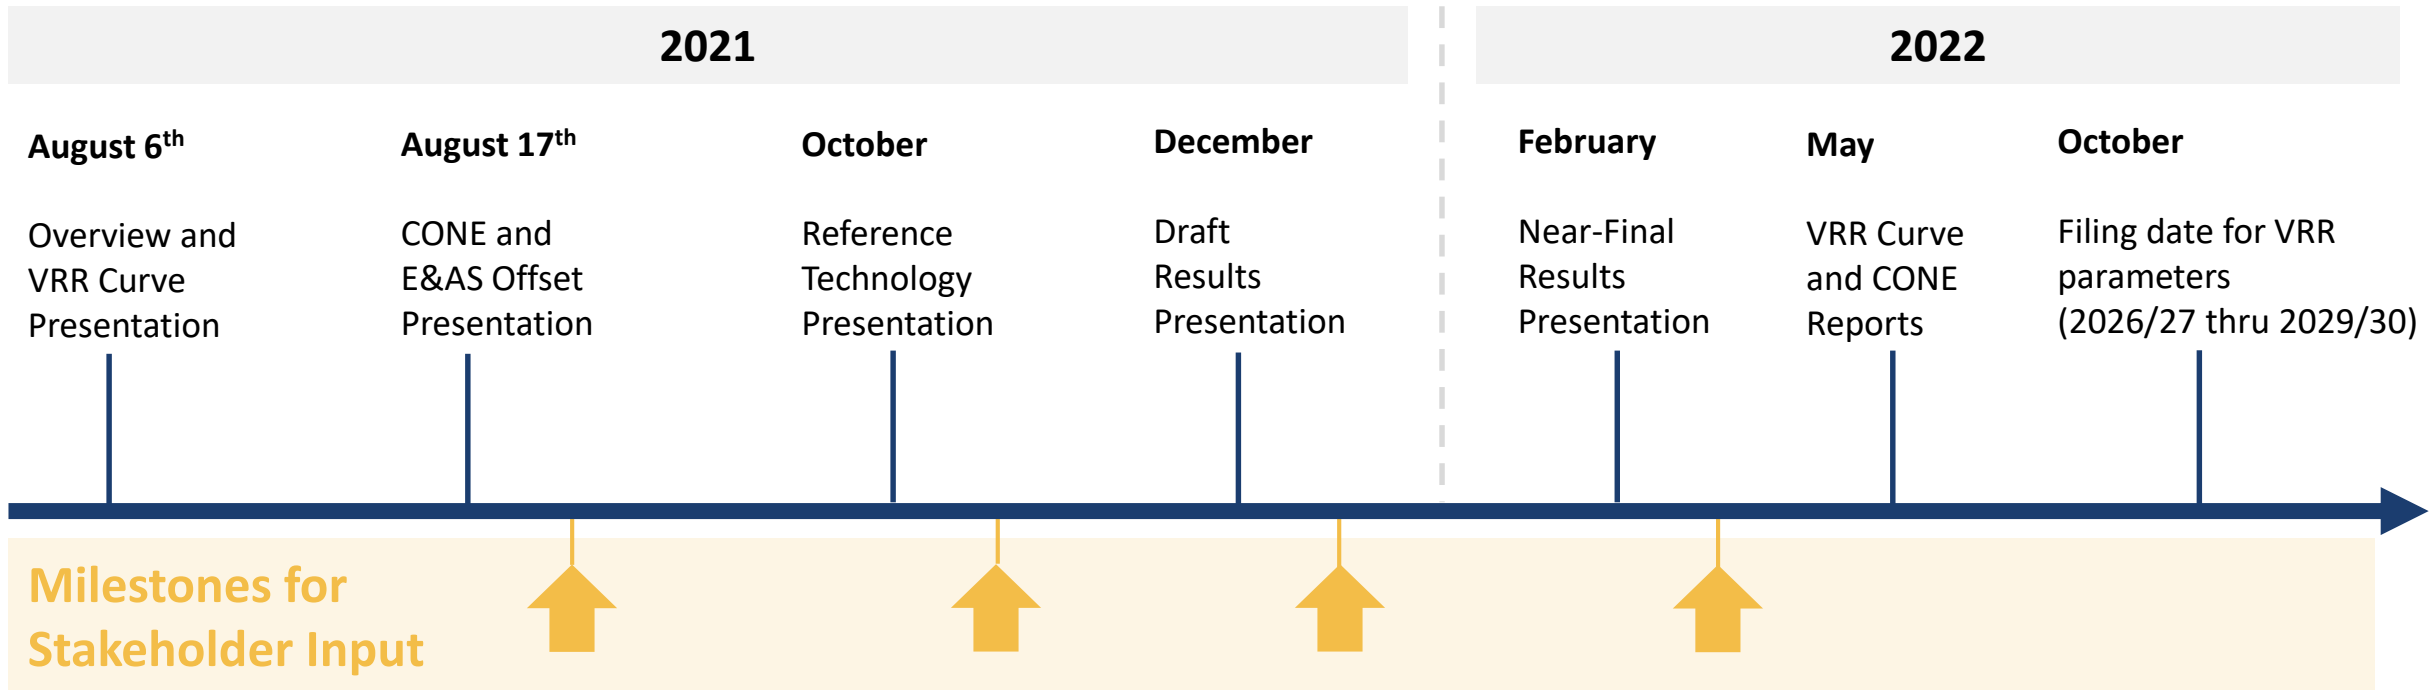 2021
2022
August 6th
Overview and
VRR Curve
Presentation
August 17th
CONE and
E&AS Offset
Presentation
October
Reference
Technology
Presentation
December
Draft
Results
Presentation
February
Near-Final
Results
Presentation
May
VRR Curve
and CONE
Reports
October
Filing date for VRR
parameters
(2026/27 thru 2029/30)
Milestones for
Stakeholder Input